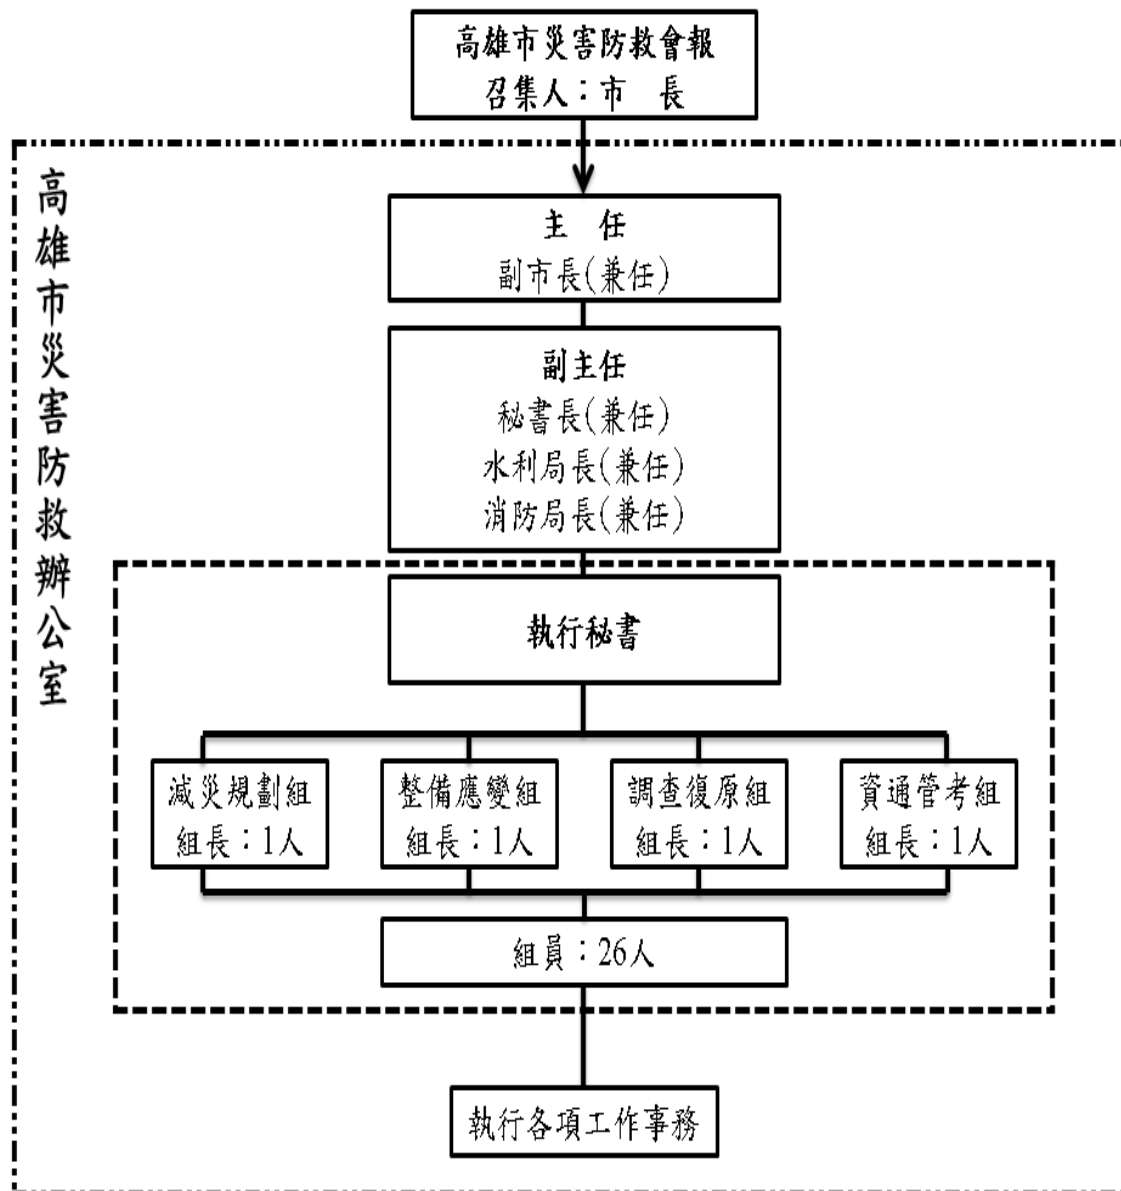 高雄市災害防救會報
召集人：市　長
高雄市災害防救辦公室
主　任
副市長(兼任)
副主任
秘書長(兼任)
水利局長(兼任)
消防局長(兼任)
執行秘書
減災規劃組
組長：1人
整備應變組
組長：1人
調查復原組
組長：1人
資通管考組
組長：1人
組員：26人
執行各項工作事務